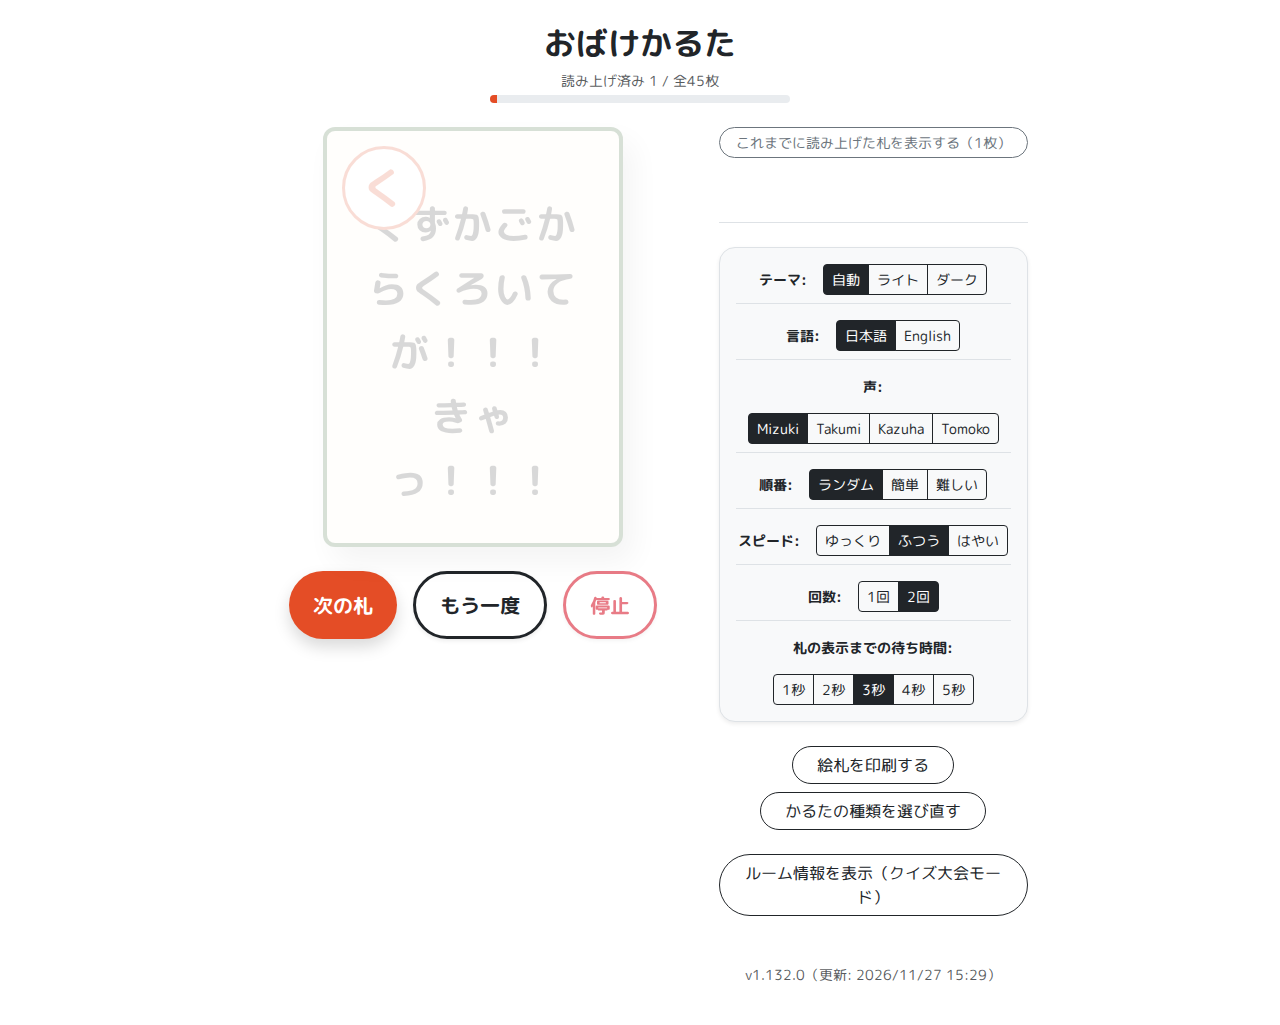 おばけかるた
読み上げ済み 1 / 全45枚
く
くずかごか
らくろいて
が！！！
きゃ
っ！！！
次の札
もう一度
停止
これまでに読み上げた札を表示する（1枚）
テーマ: 自動 ライト ダーク
言語: 日本語 English
声:
Mizuki Takumi Kazuha Tomoko
順番: ランダム 簡単 難しい
スピード: ゆっくり ふつう はやい
回数: 1回 2回
札の表示までの待ち時間:
1秒 2秒 3秒 4秒 5秒
絵札を印刷する
かるたの種類を選び直す
ルーム情報を表示（クイズ大会モー
ド）
v1.132.0（更新: 2026/11/27 15:29）